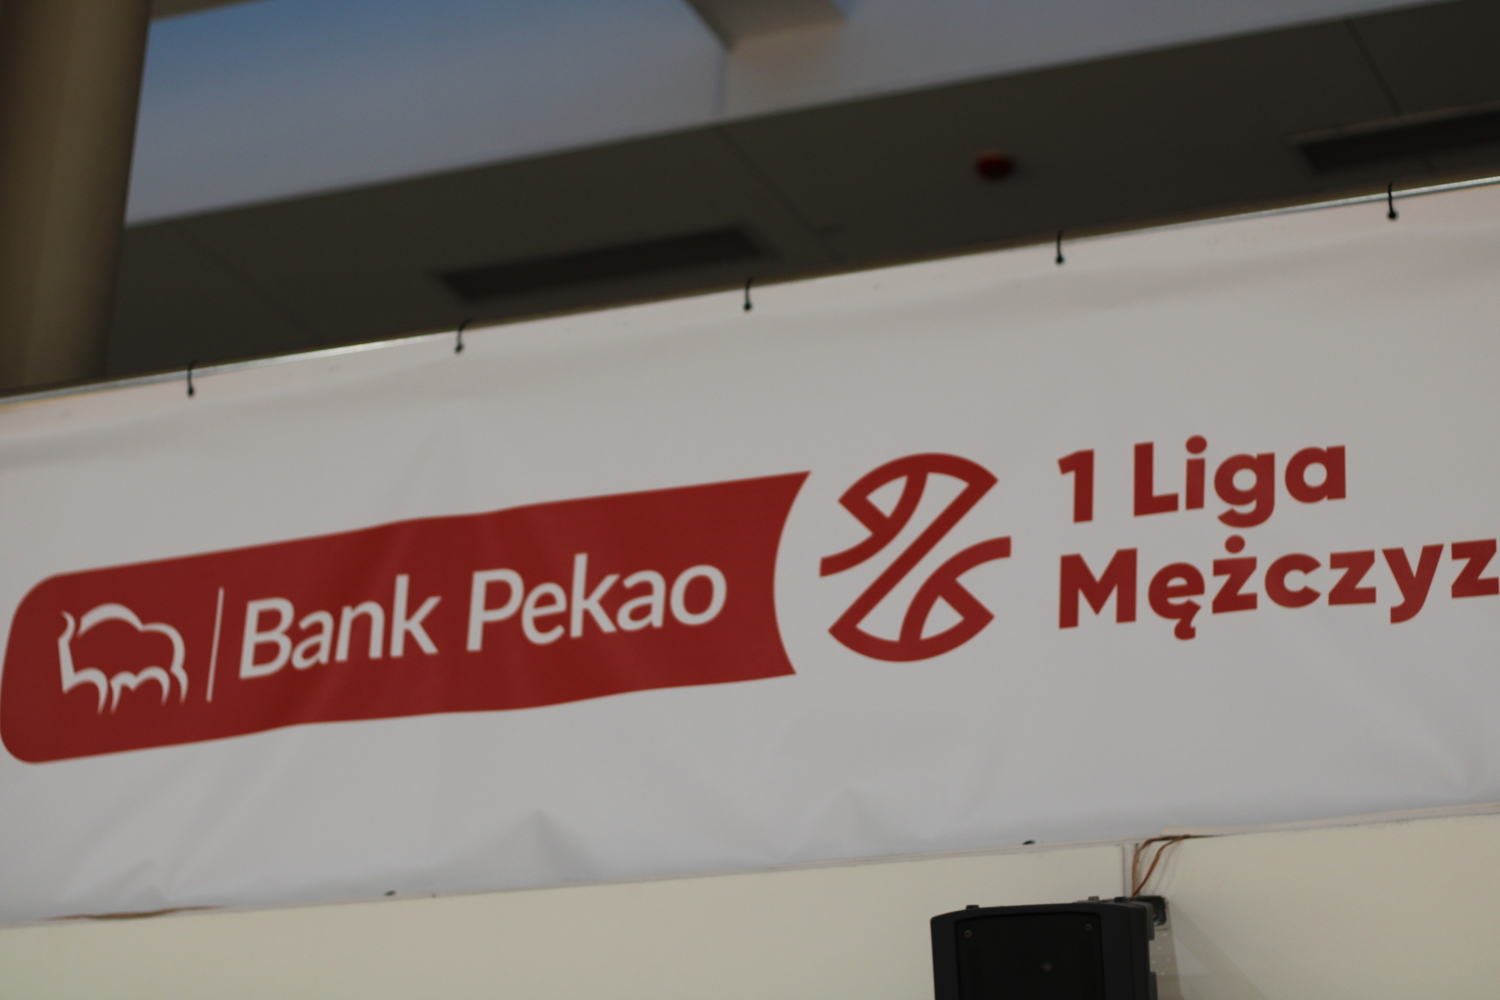 Bank Pekao
1 Liga
Mężczyz